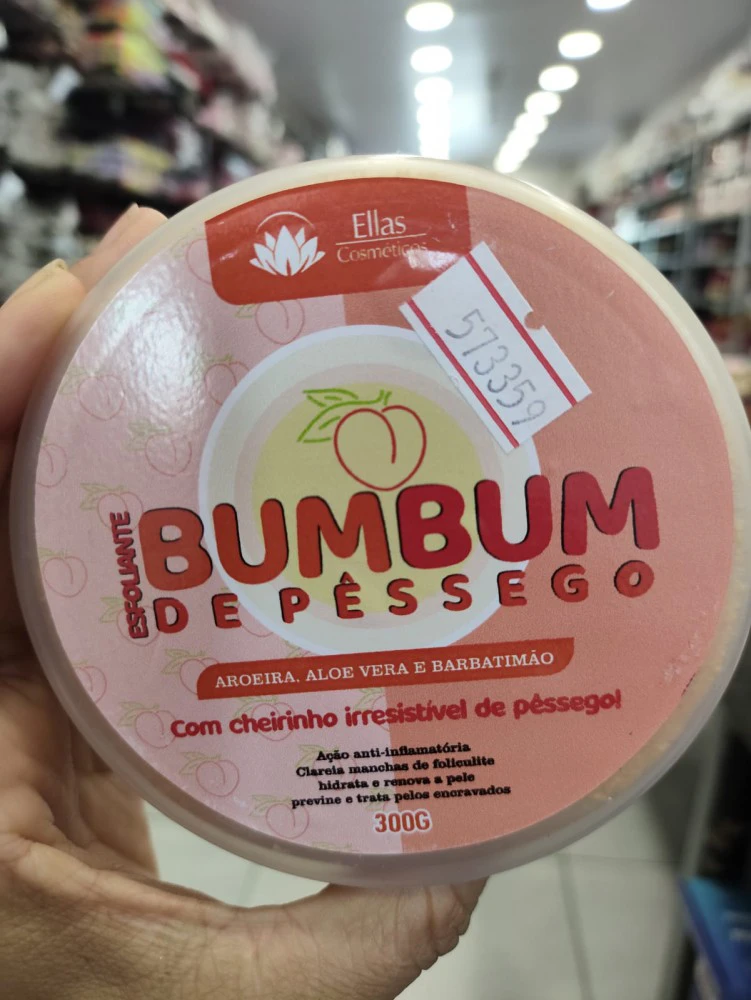 Ellas
Cosméticos
573359
ESFOLIANTE
BUMBUM
DE PÊSSEGO
AROEIRA, ALOE VERA E BARBATIMÃO
Com cheirinho irresistível de pêssego!
Ação anti-inflamatória
Clareia manchas de foliculite
hidrata e renova a pele
previne e trata pelos encravados
300G